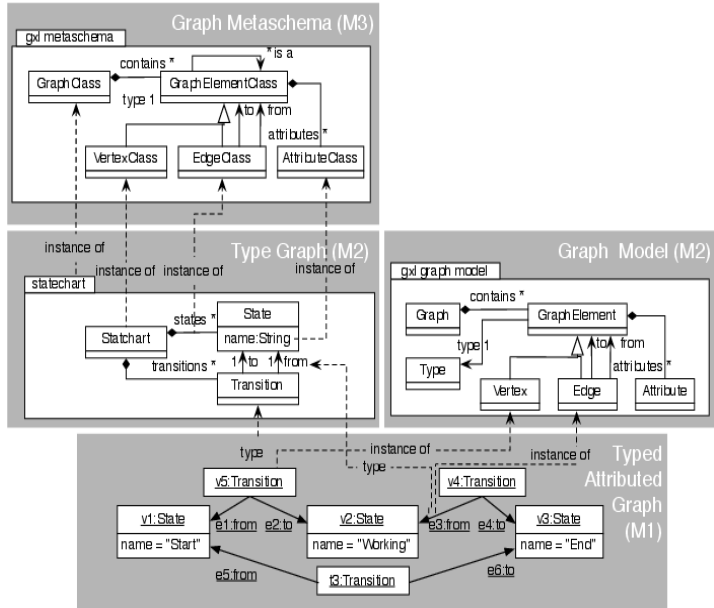 Graph Metaschema (M3)
gxl metaschema
contains *
* is a
GraphClass
GraphElementClass
type 1
to
from
attributes *
VertexClass
EdgeClass
AttributeClass
instance of
instance of
instance of
instance of
Type Graph (M2)
statechart
State
states *
Statchart
name:String
transitions *
1
to
1
from
Transition
Graph Model (M2)
gxl graph model
contains *
Graph
GraphElement
type 1
to
from
Type
attributes *
Vertex
Edge
Attribute
type
instance of
type
instance of
Typed
Attributed
Graph
(M1)
v5:Transition
v4:Transition
v1:State
e1:from
e2:to
v2:State
e3:from
e4:to
v3:State
name = "Start"
name = "Working"
name = "End"
e5:from
t3:Transition
e6:to